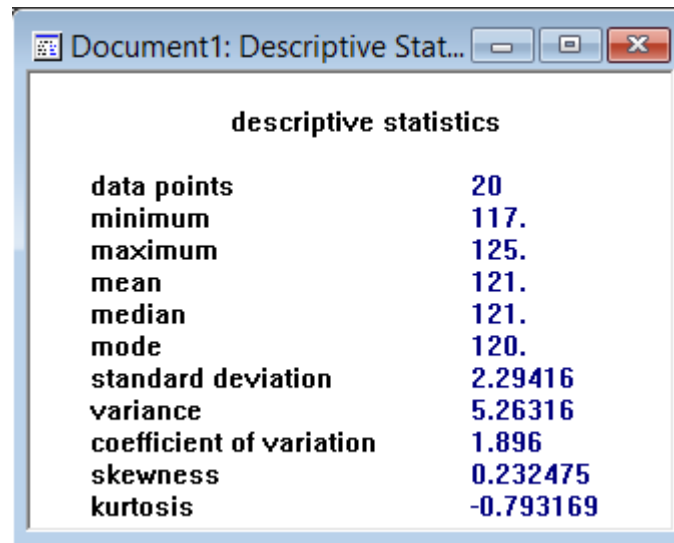 Document1: Descriptive Stat...
descriptive statistics
data points 20
minimum 117.
maximum 125.
mean 121.
median 121.
mode 120.
standard deviation 2.29416
variance 5.26316
coefficient of variation 1.896
skewness 0.232475
kurtosis -0.793169